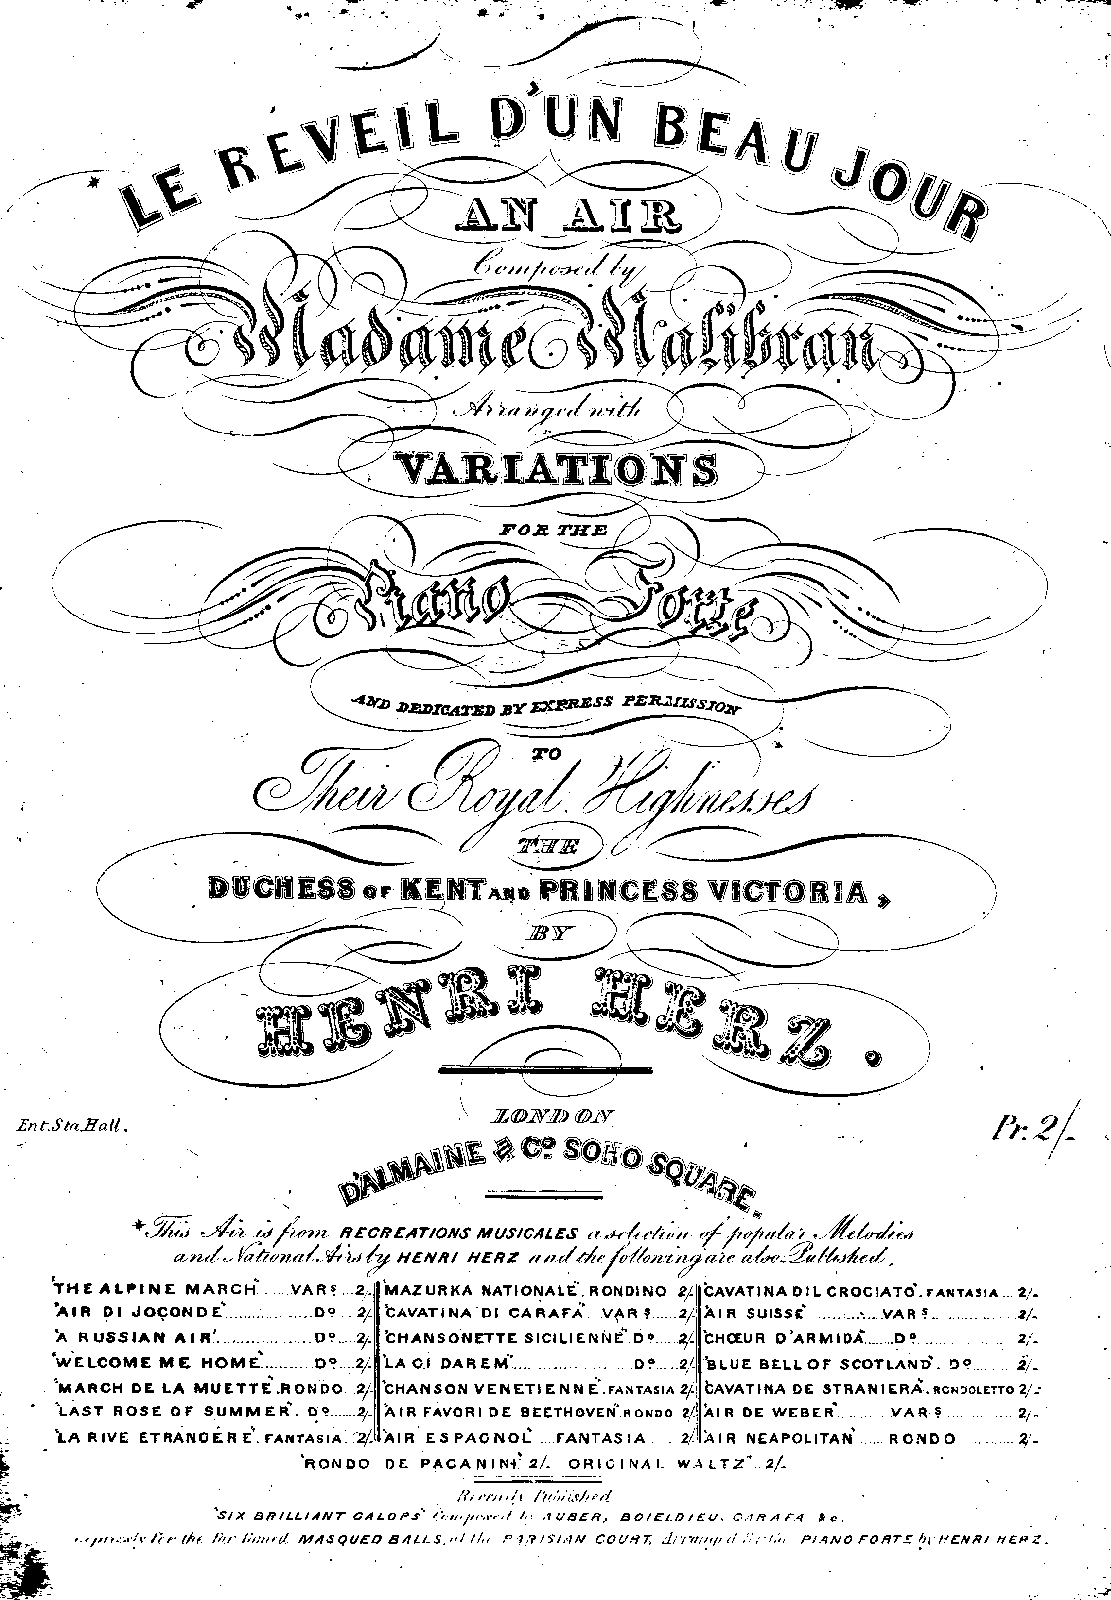 * LE RÉVEIL D'UN BEAU JOUR
AN AIR
Composed by
Madame Malibran
Arranged with
VARIATIONS
FOR THE
Piano Forte
AND DEDICATED BY EXPRESS PERMISSION
TO
Their Royal Highnesses
THE
DUCHESS OF KENT AND PRINCESS VICTORIA,
BY
HENRI HERZ.
LONDON
Ent. Sta. Hall.
Pr. 2/-
D'ALMAINE & Co. SOHO SQUARE.
*This Air is from RECREATIONS MUSICALES a selection of popular Melodies
and National Airs by HENRI HERZ and the following are also Published.
"THE ALPINE MARCH" VARS 2/- "MAZURKA NATIONALE". RONDINO 2/- "CAVATINA DIL CROCIATO". FANTASIA 2/-
"AIR DI JOCONDE" Do 2/- "CAVATINA DI CARAFA" VARS 2/- "AIR SUISSE" VARS 2/-
"A RUSSIAN AIR" Do 2/- "CHANSONETTE SICILIENNE" Do 2/- "CHŒUR D'ARMIDA" Do 2/-
"WELCOME ME HOME" Do 2/- "LA CI DAREM" Do 2/- "BLUE BELL OF SCOTLAND". Do 2/-
"MARCH DE LA MUETTE". RONDO 2/- "CHANSON VENETIENNE". FANTASIA 2/- "CAVATINA DE STRANIERA". RONDOLETTO 2/-
"LAST ROSE OF SUMMER". Do 2/- "AIR FAVORI DE BEETHOVEN" RONDO 2/- "AIR DE WEBER" VARS 2/-
"LA RIVE ETRANGERE". FANTASIA 2/- "AIR ESPAGNOL" FANTASIA 2/- "AIR NEAPOLITAN" RONDO 2/-
"RONDO DE PAGANINI" 2/- ORIGINAL WALTZ" 2/-
Recently Published
"SIX BRILLIANT GALOPS" Composed by AUBER, BOIELDIEU, CARAFA &c.
expressly for the Far famed MASQUED BALLS, at the PARISIAN COURT, Arranged for the PIANO FORTE by HENRI HERZ.